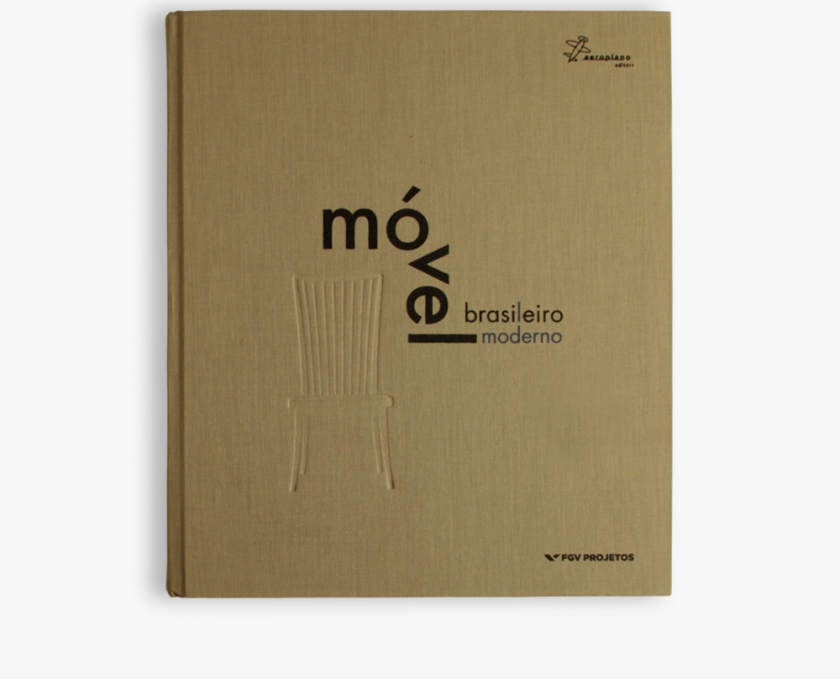 aeroplano
editora
móvel
brasileiro
moderno
FGV PROJETOS